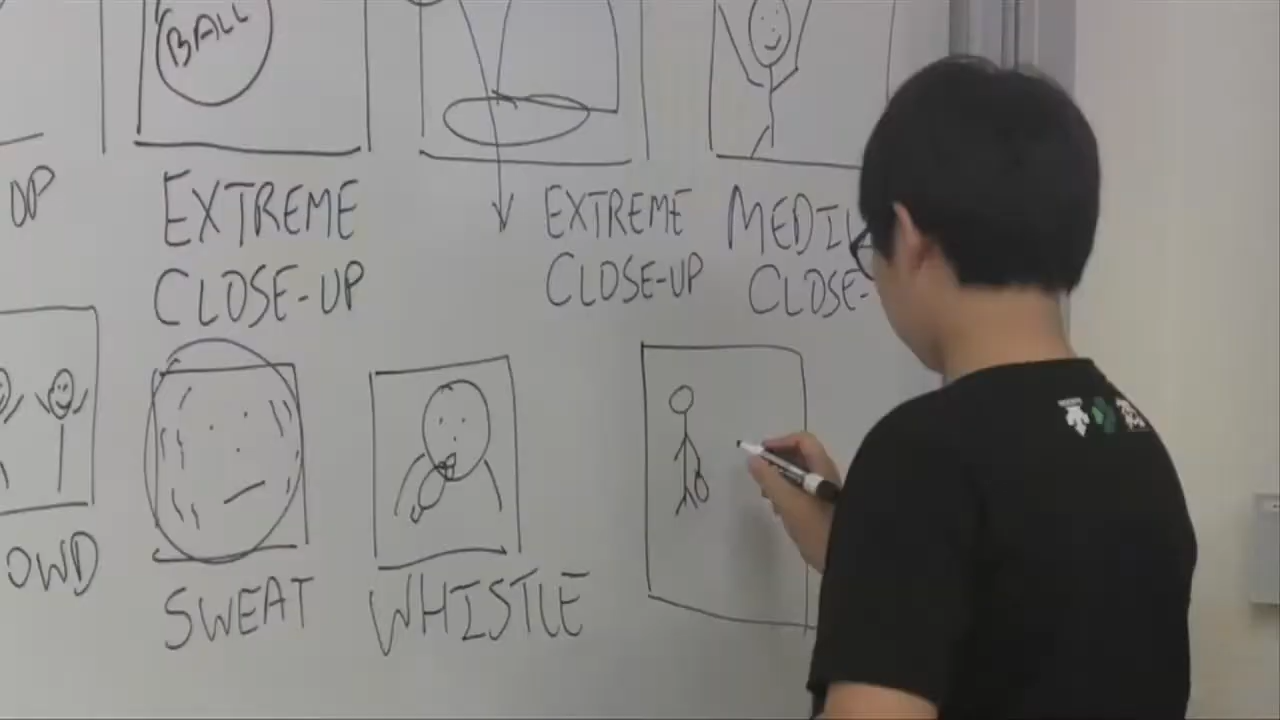 BALL
UP
EXTREME
CLOSE-UP
EXTREME
CLOSE-UP
MEDIU
CLOSE-
OWD
SWEAT
WHISTLE